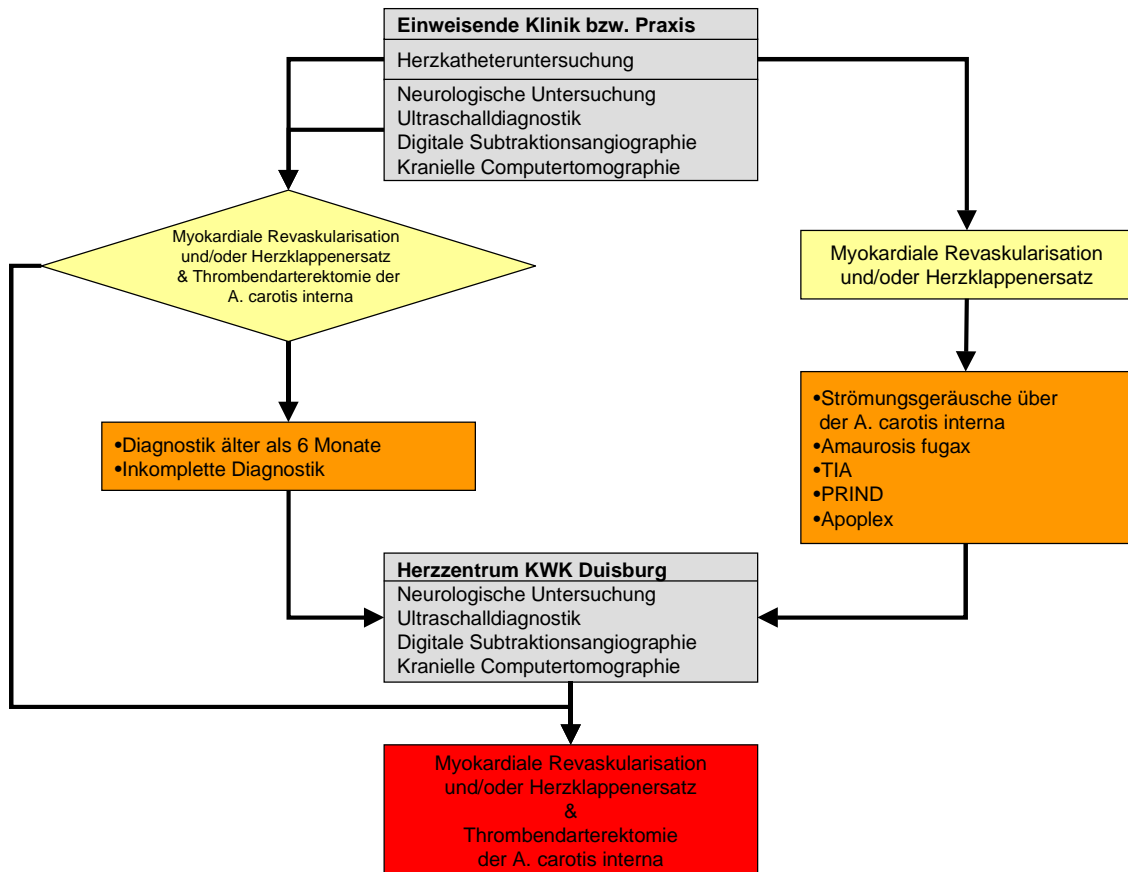 Einweisende Klinik bzw. Praxis
Herzkatheteruntersuchung
Neurologische Untersuchung
Ultraschalldiagnostik
Digitale Subtraktionsangiographie
Kranielle Computertomographie
Myokardiale Revaskularisation
und/oder Herzklappenersatz
& Thrombendarterektomie der
A. carotis interna
Myokardiale Revaskularisation
und/oder Herzklappenersatz
•Diagnostik älter als 6 Monate
•Inkomplette Diagnostik
•Strömungsgeräusche über
der A. carotis interna
•Amaurosis fugax
•TIA
•PRIND
•Apoplex
Herzzentrum KWK Duisburg
Neurologische Untersuchung
Ultraschalldiagnostik
Digitale Subtraktionsangiographie
Kranielle Computertomographie
Myokardiale Revaskularisation
und/oder Herzklappenersatz
&
Thrombendarterektomie
der A. carotis interna